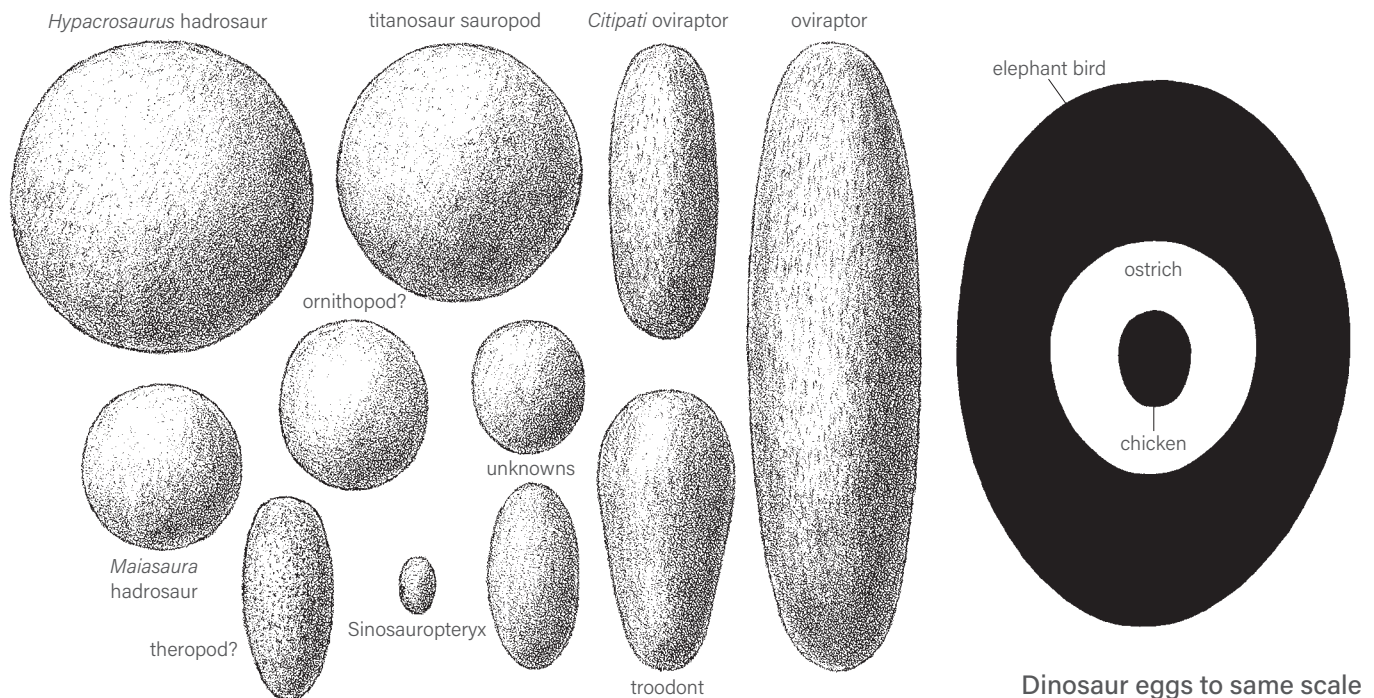 Hypacrosaurus hadrosaur
titanosaur sauropod
Citipati oviraptor
oviraptor
elephant bird
ostrich
ornithopod?
chicken
unknowns
Maiasaura
hadrosaur
Sinosauropteryx
theropod?
troodont
Dinosaur eggs to same scale